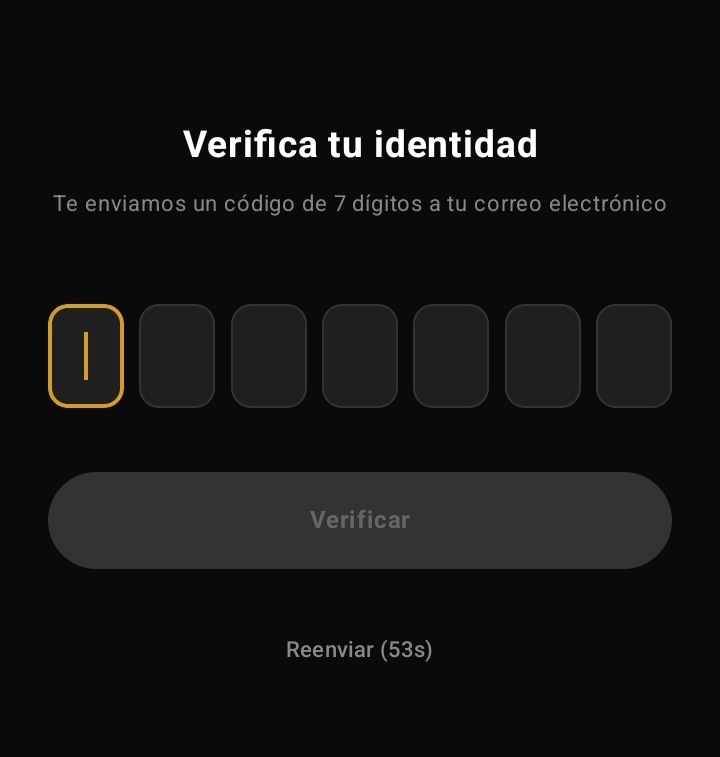 Verifica tu identidad
Te enviamos un código de 7 dígitos a tu correo electrónico
Verificar
Reenviar (53s)